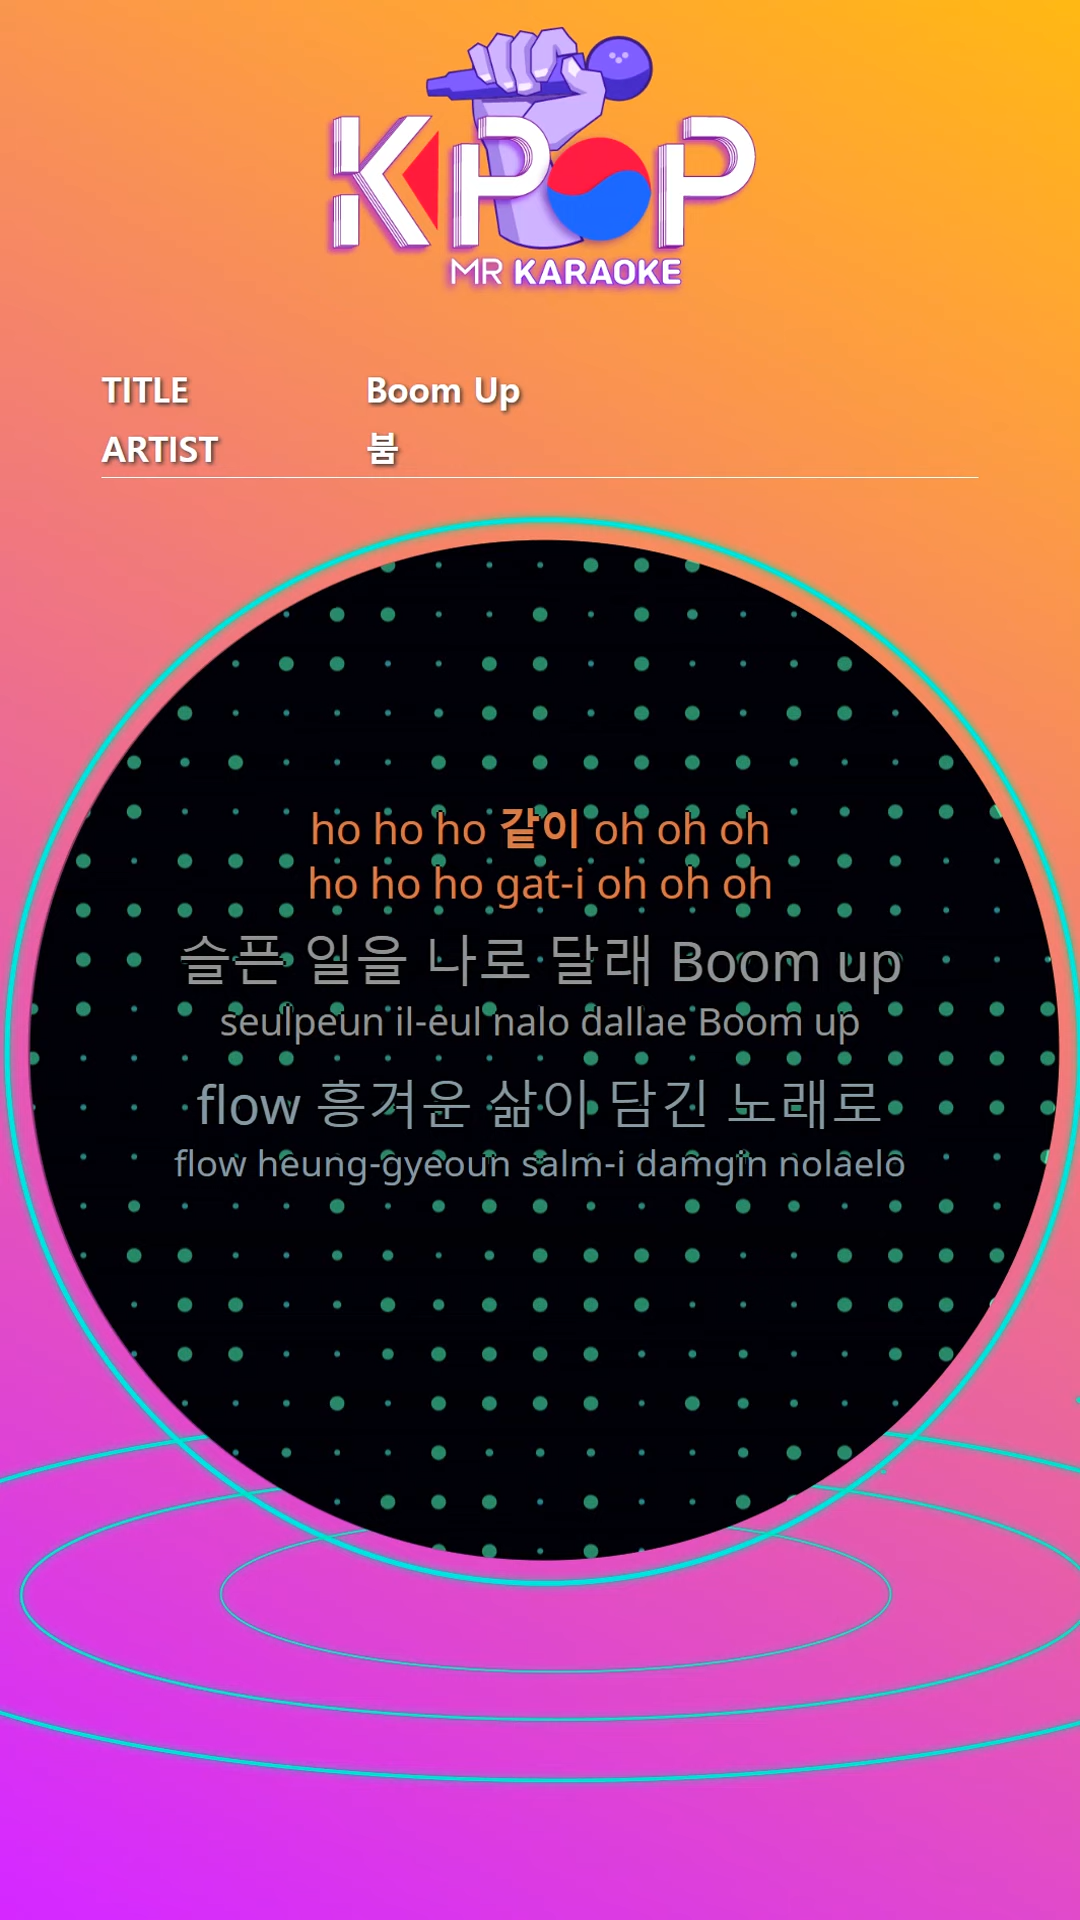 KPOP
MR KARAOKE
TITLE Boom Up
ARTIST 붐
ho ho ho 같이 oh oh oh
ho ho ho gat-i oh oh oh
슬픈 일을 나로 달래 Boom up
seulpeun il-eul nalo dallae Boom up
flow 흥겨운 삶이 담긴 노래로
flow heung-gyeoun salm-i damgin nolaelo